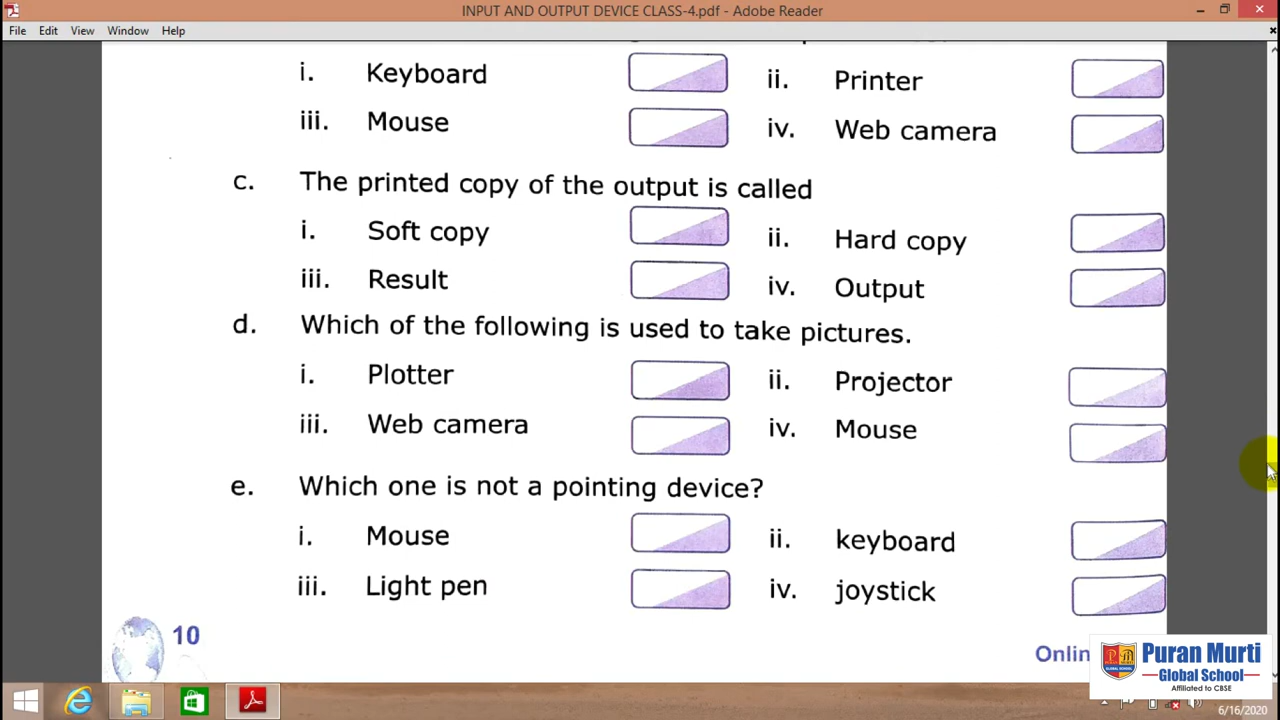 INPUT AND OUTPUT DEVICE CLASS-4.pdf - Adobe Reader
File Edit View Window Help
i. Keyboard ii. Printer
iii. Mouse iv. Web camera
c. The printed copy of the output is called
i. Soft copy ii. Hard copy
iii. Result iv. Output
d. Which of the following is used to take pictures.
i. Plotter ii. Projector
iii. Web camera iv. Mouse
e. Which one is not a pointing device?
i. Mouse ii. keyboard
iii. Light pen iv. joystick
10
Onlin
Puran Murti
Global School
Affiliated to CBSE
6/16/2020